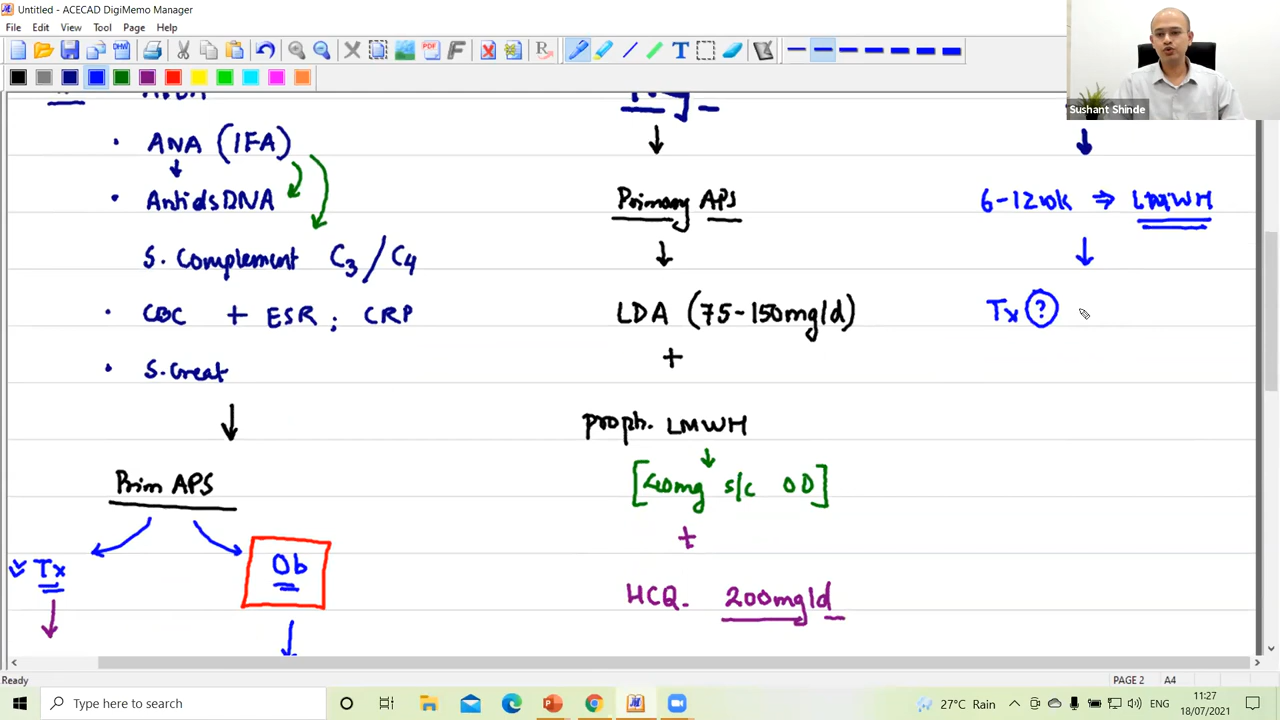 Untitled - ACECAD DigiMemo Manager
File Edit View Tool Page Help
Sushant Shinde
ANA (IFA)
AntidsDNA
S. Complement C3/C4
CBC + ESR; CRP
S.Creat
Prim APS
Tx
Ob
Primary APS
LDA (75-150mg/d)
+
proph. LMWH
[40mg s/c OD]
+
HCQ. 200mg/d
6-12wk ⇒ LMWH
Tx ?
Ready
PAGE 2 A4
Type here to search
27°C Rain
ENG
11:27
18/07/2021